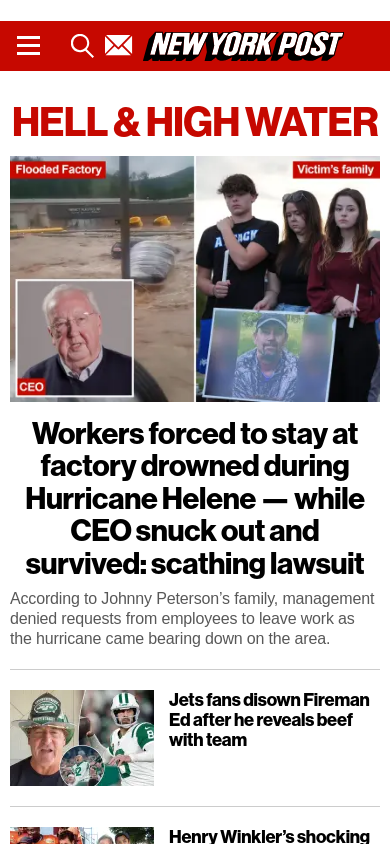 NEW YORK POST
HELL & HIGH WATER
Flooded Factory
Victim's family
CEO
Workers forced to stay at
factory drowned during
Hurricane Helene — while
CEO snuck out and
survived: scathing lawsuit
According to Johnny Peterson’s family, management
denied requests from employees to leave work as
the hurricane came bearing down on the area.
Jets fans disown Fireman
Ed after he reveals beef
with team
Henry Winkler’s shocking